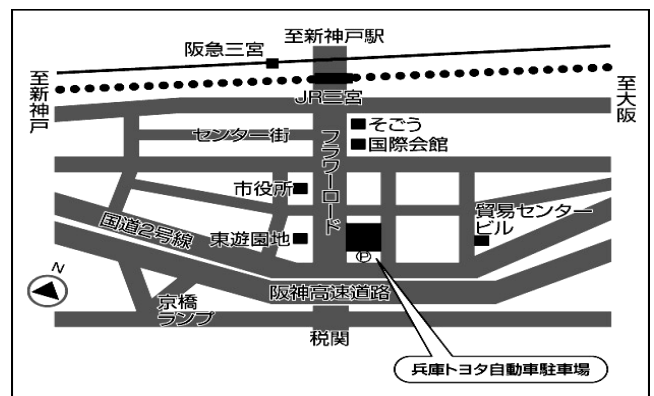 至新神戸駅
阪急三宮
至新神戸
至大阪
JR三宮
センター街
そごう
国際会館
フラワーロード
市役所
貿易センター
ビル
国道2号線
東遊園地
P
N
阪神高速道路
京橋
ランプ
税関
兵庫トヨタ自動車駐車場